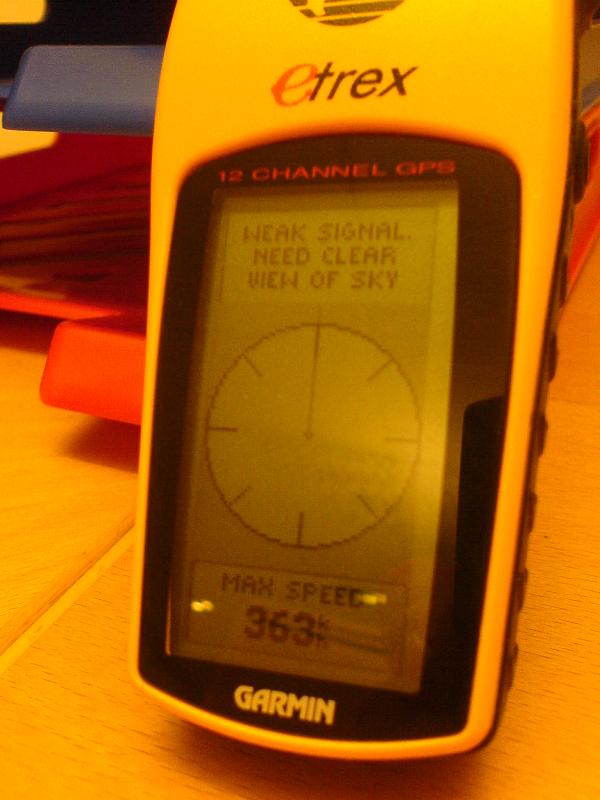 etrex
12 CHANNEL GPS
WEAK SIGNAL.
NEED CLEAR
VIEW OF SKY
MAX SPEED
363 k/h
GARMIN